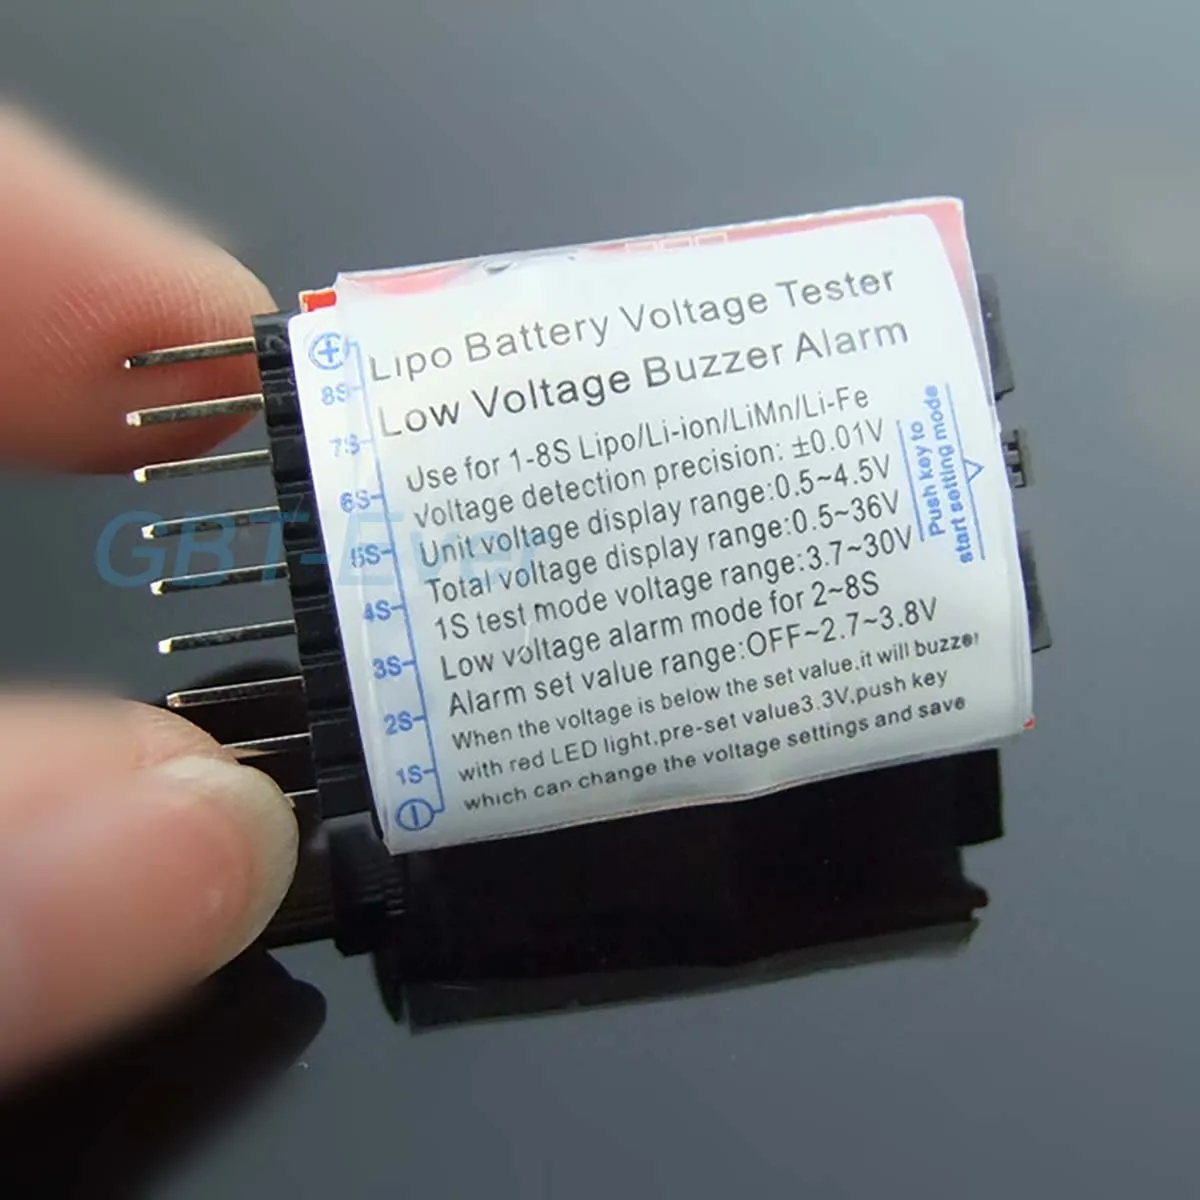 Lipo Battery Voltage Tester
Low Voltage Buzzer Alarm
Use for 1-8S Lipo/Li-ion/LiMn/Li-Fe
Voltage detection precision: ±0.01V
Unit voltage display range:0.5~4.5V
Total voltage display range:0.5~36V
1S test mode voltage range:3.7~30V
Low voltage alarm mode for 2~8S
Alarm set value range:OFF~2.7~3.8V
When the voltage is below the set value.it will buzzer
with red LED light.pre-set value3.3V,push key
which can change the voltage settings and save
Push key to
start setting mode
+
8S
7S
6S
5S
4S
3S
2S
1S
-
GBT-Ever